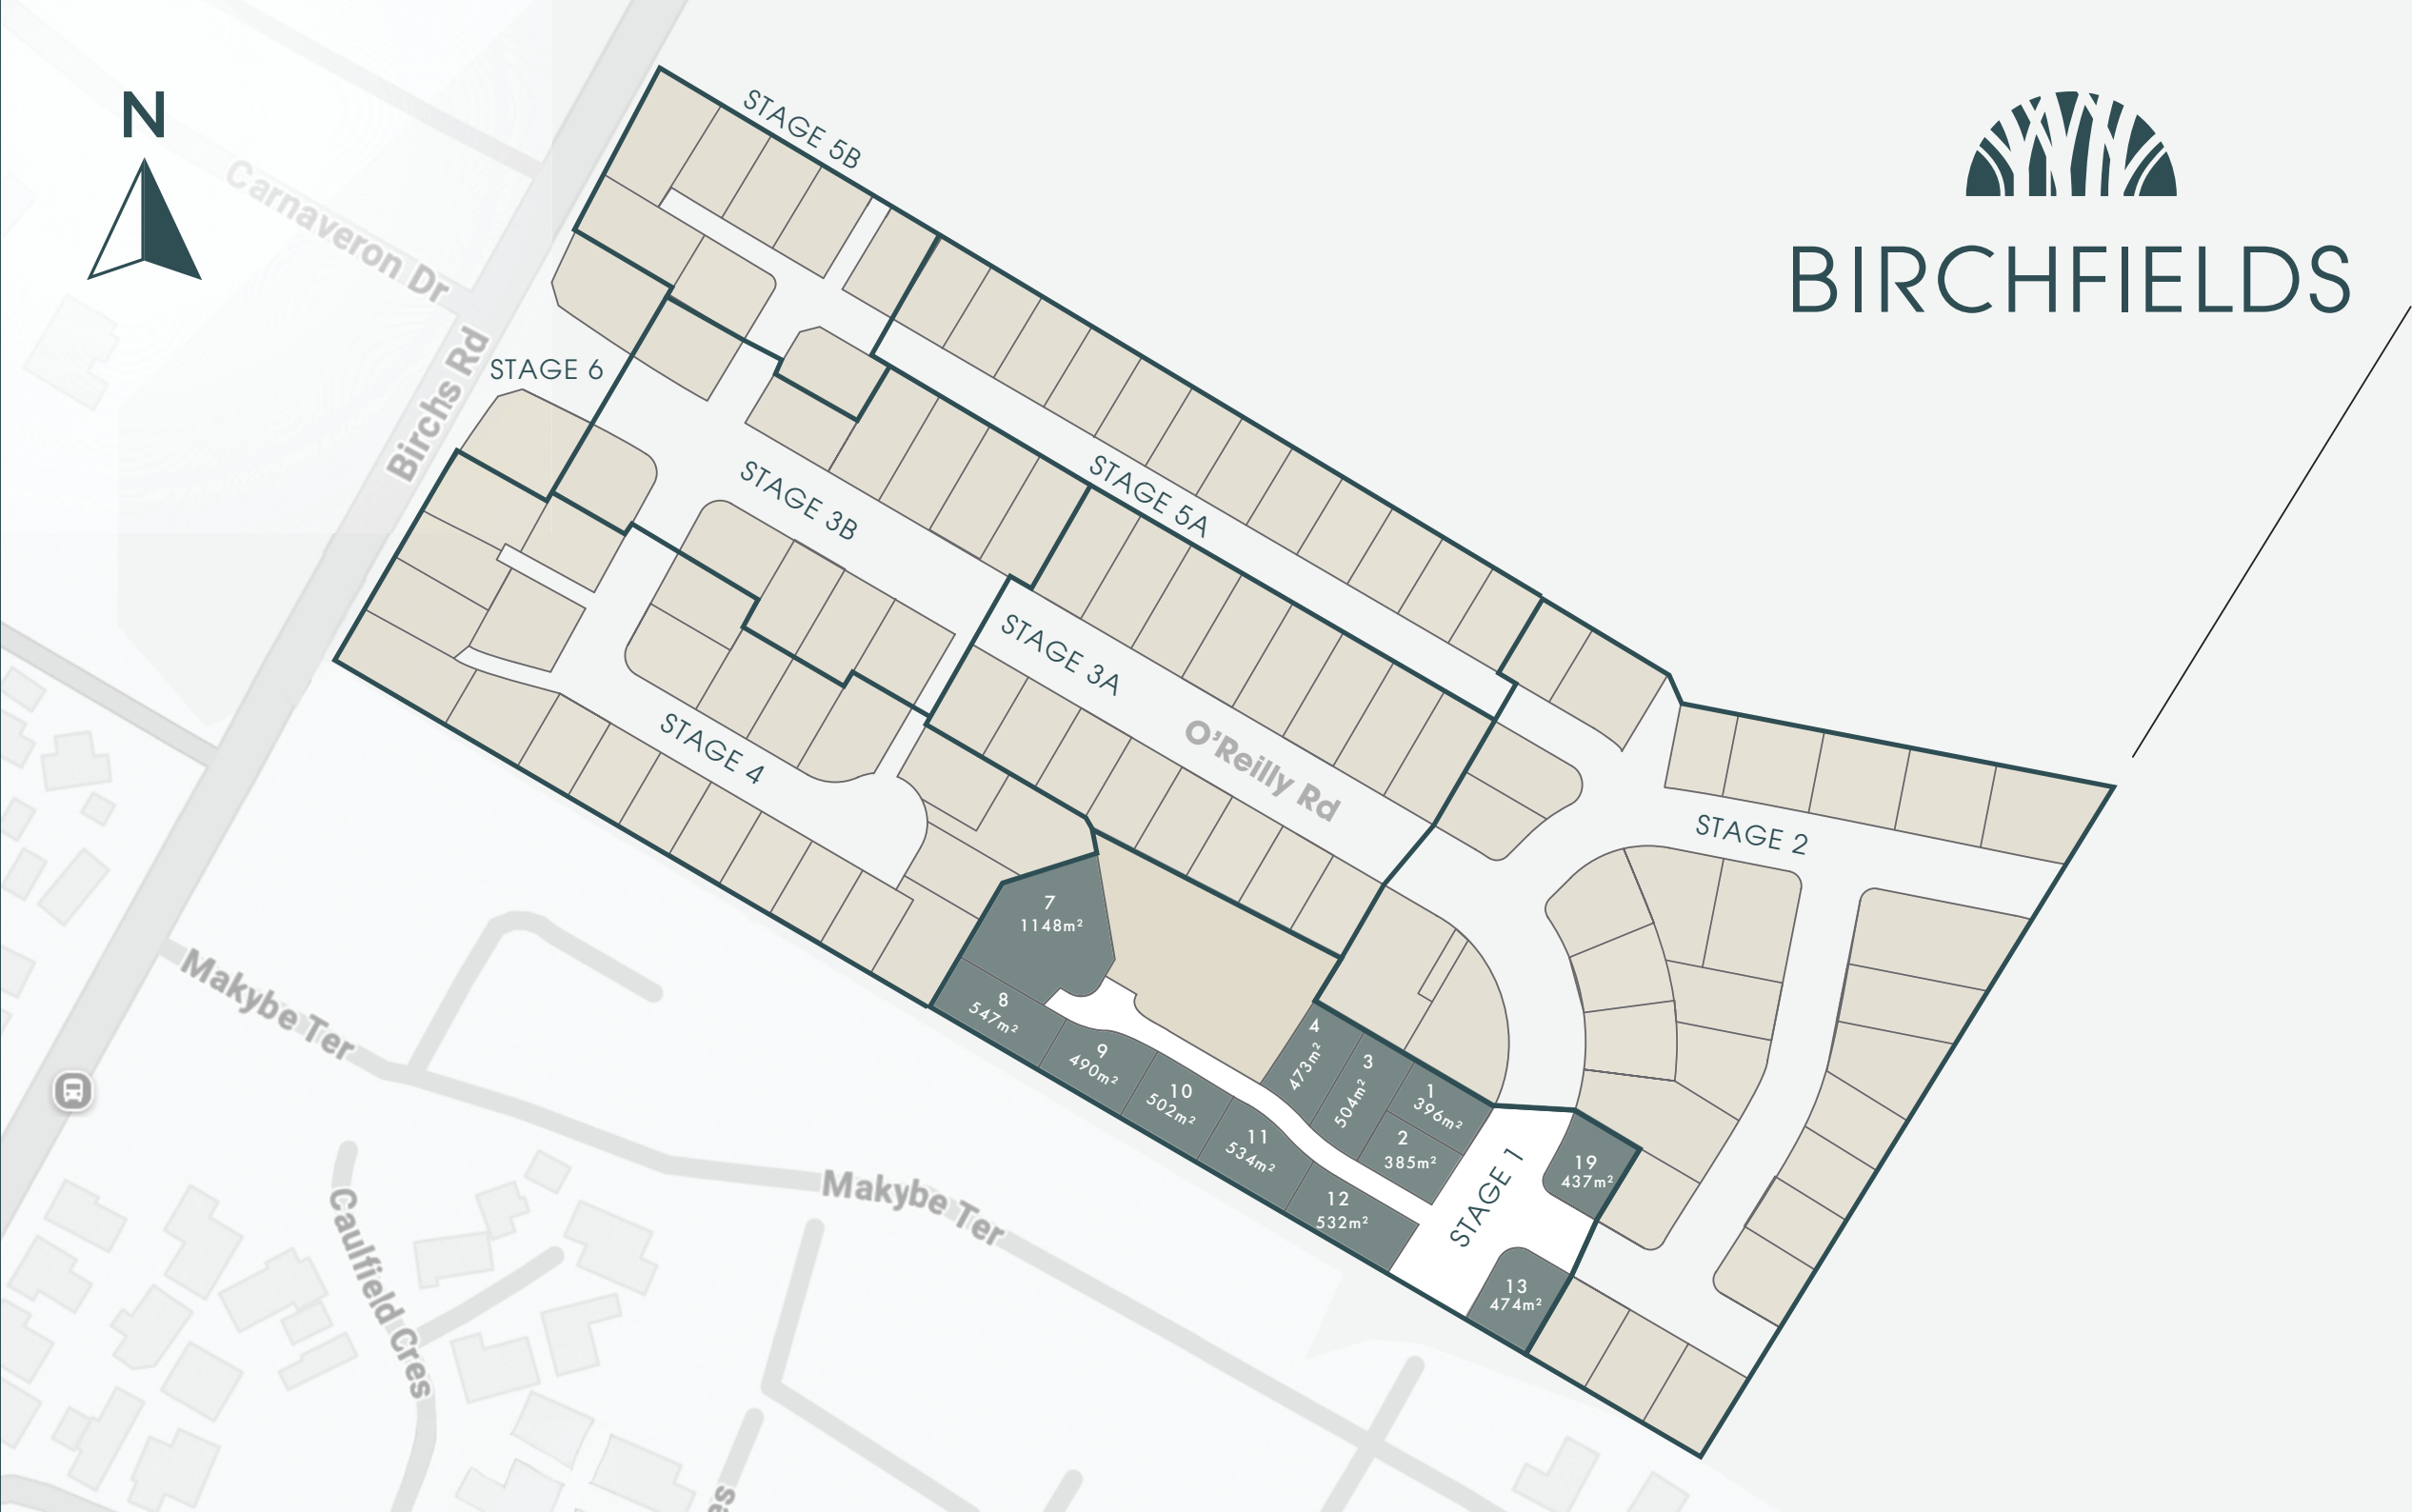 N
BIRCHFIELDS
Carnaveron Dr
Birchs Rd
STAGE 5B
STAGE 6
STAGE 3B
STAGE 5A
STAGE 3A
O'Reilly Rd
STAGE 4
STAGE 2
7
1148m²
8
547m²
9
490m²
10
502m²
11
534m²
12
532m²
4
473m²
3
504m²
1
396m²
2
385m²
STAGE 1
19
437m²
13
474m²
Makybe Ter
Makybe Ter
Caulfield Cres